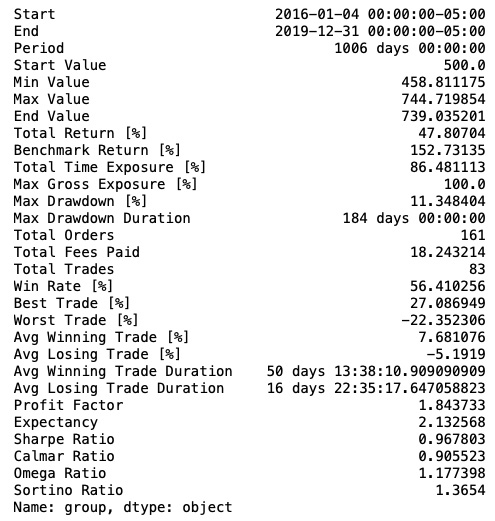 Start 2016-01-04 00:00:00-05:00
End 2019-12-31 00:00:00-05:00
Period 1006 days 00:00:00
Start Value 500.0
Min Value 458.811175
Max Value 744.719854
End Value 739.035201
Total Return [%] 47.80704
Benchmark Return [%] 152.73135
Total Time Exposure [%] 86.481113
Max Gross Exposure [%] 100.0
Max Drawdown [%] 11.348404
Max Drawdown Duration 184 days 00:00:00
Total Orders 161
Total Fees Paid 18.243214
Total Trades 83
Win Rate [%] 56.410256
Best Trade [%] 27.086949
Worst Trade [%] -22.352306
Avg Winning Trade [%] 7.681076
Avg Losing Trade [%] -5.1919
Avg Winning Trade Duration 50 days 13:38:10.909090909
Avg Losing Trade Duration 16 days 22:35:17.647058823
Profit Factor 1.843733
Expectancy 2.132568
Sharpe Ratio 0.967803
Calmar Ratio 0.905523
Omega Ratio 1.177398
Sortino Ratio 1.3654
Name: group, dtype: object